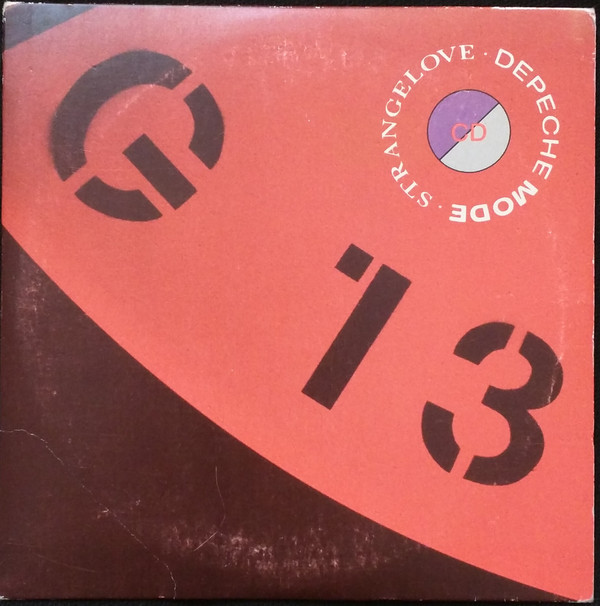 G 13
STRANGELOVE · DEPECHE MODE ·
CD